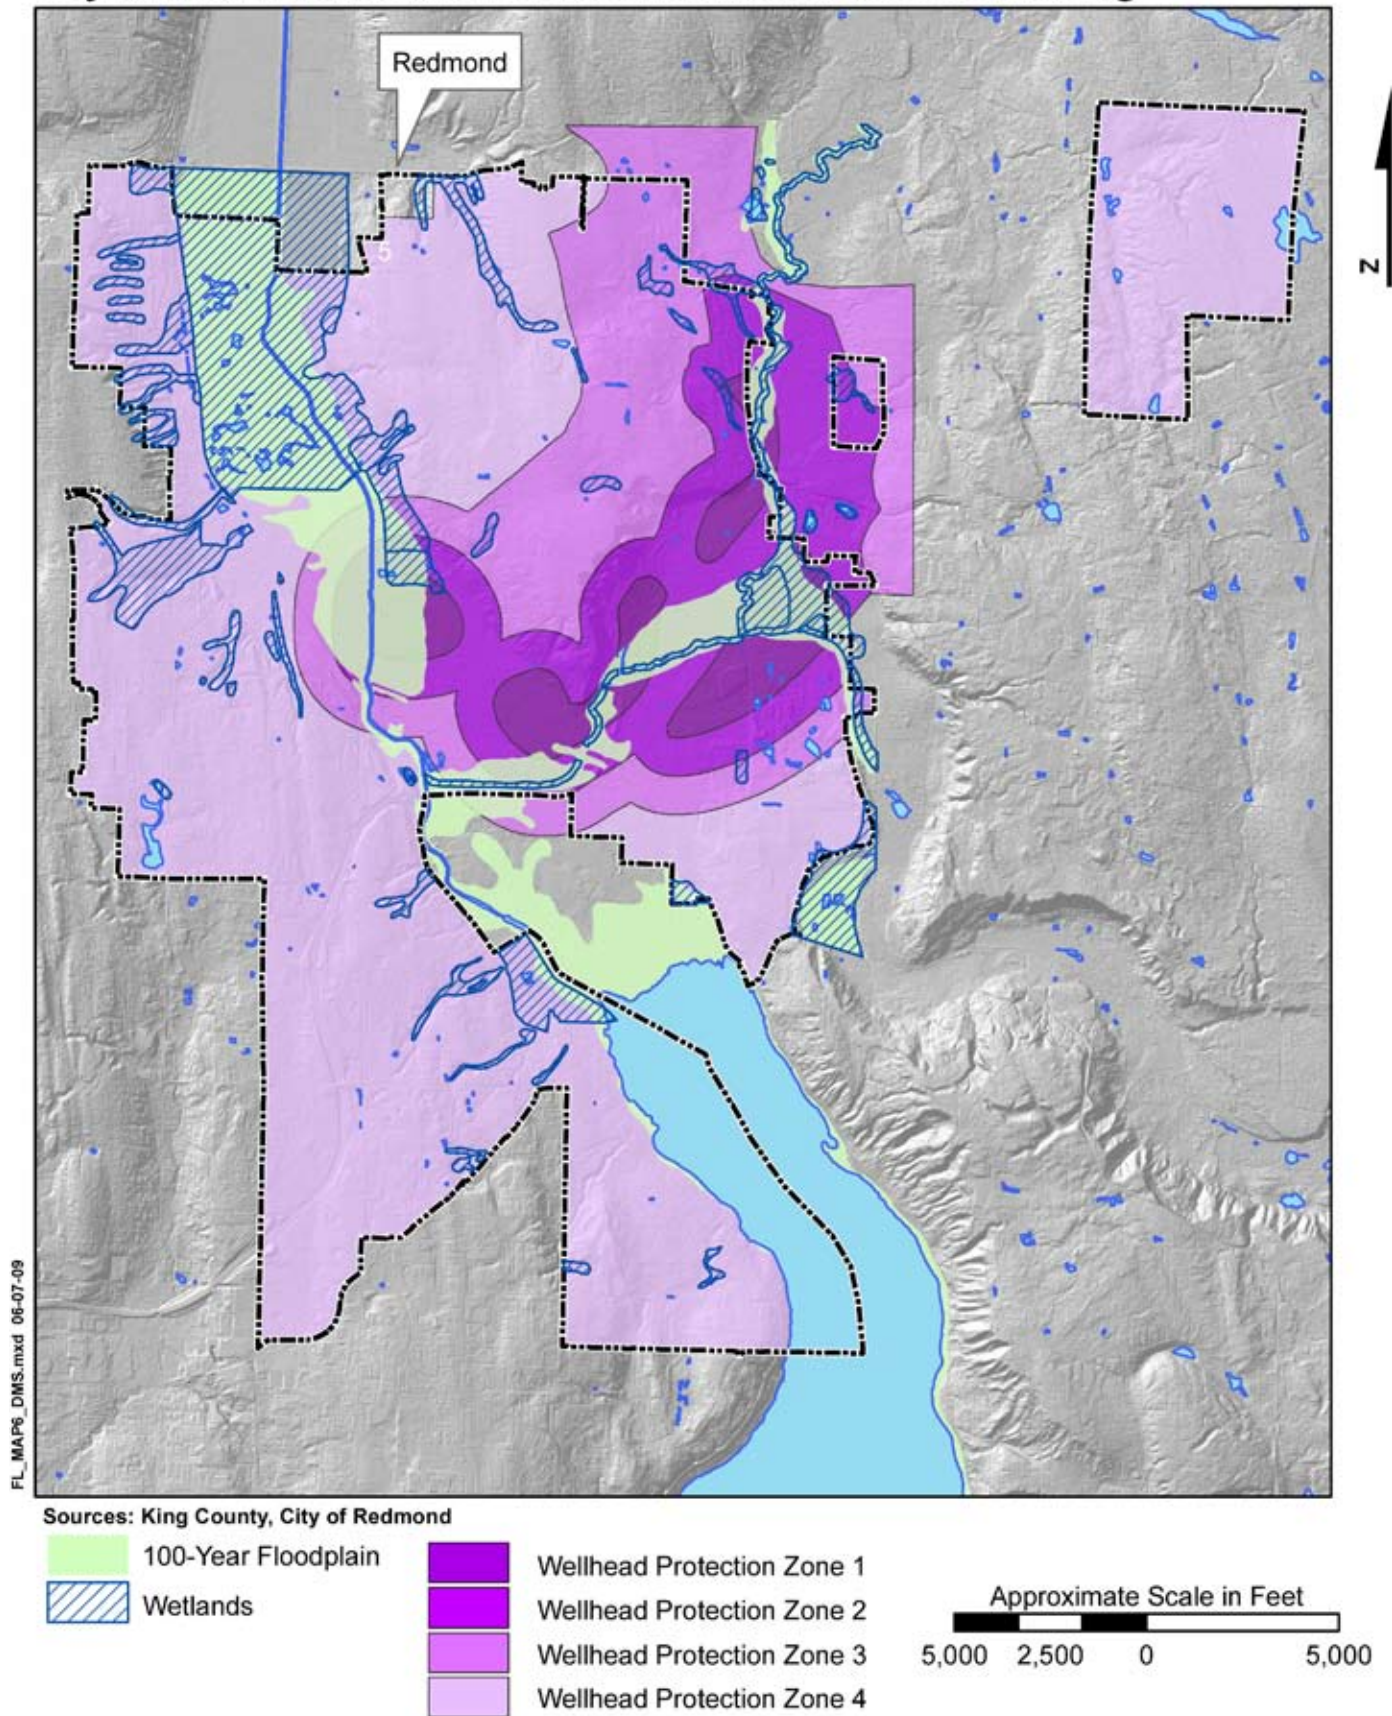 Redmond
5
N
FL_MAP6_DMS.mxd 06-07-09
Sources: King County, City of Redmond
100-Year Floodplain
Wetlands
Wellhead Protection Zone 1
Wellhead Protection Zone 2
Wellhead Protection Zone 3
Wellhead Protection Zone 4
Approximate Scale in Feet
5,000 2,500 0 5,000